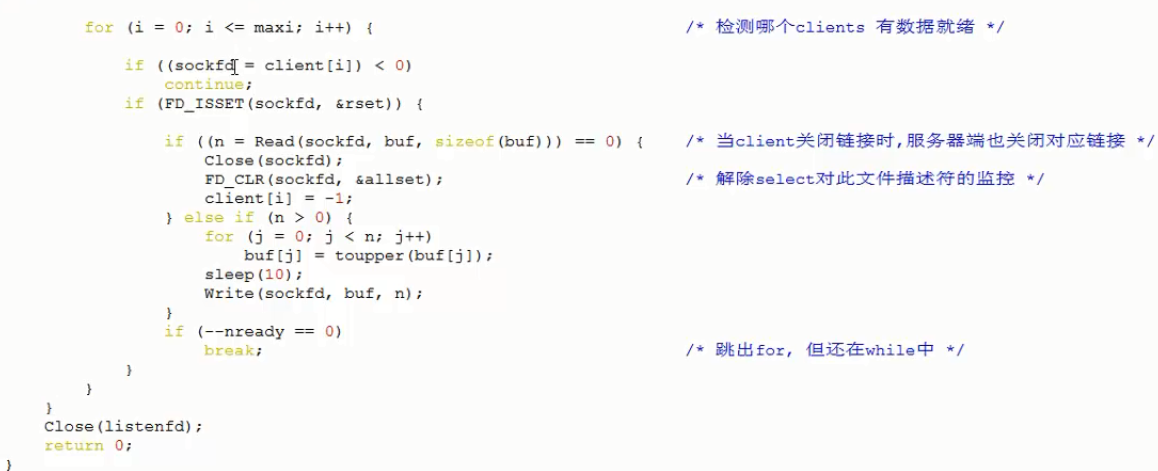 for (i = 0; i <= maxi; i++) { /* 检测哪个clients 有数据就绪 */
if ((sockfd = client[i]) < 0)
continue;
if (FD_ISSET(sockfd, &rset)) {
if ((n = Read(sockfd, buf, sizeof(buf))) == 0) { /* 当client关闭链接时,服务器端也关闭对应链接 */
Close(sockfd);
FD_CLR(sockfd, &allset); /* 解除select对此文件描述符的监控 */
client[i] = -1;
} else if (n > 0) {
for (j = 0; j < n; j++)
buf[j] = toupper(buf[j]);
sleep(10);
Write(sockfd, buf, n);
}
if (--nready == 0)
break; /* 跳出for, 但还在while中 */
}
}
}
Close(listenfd);
return 0;
}